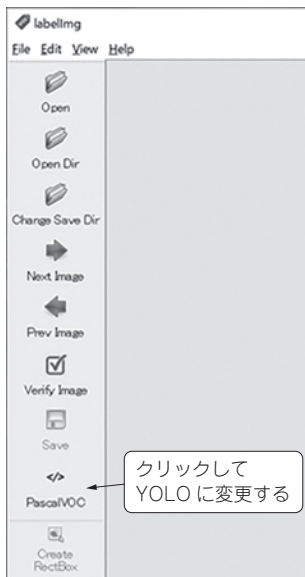 labelImg
File Edit View Help
Open
Open Dir
Change Save Dir
Next Image
Prev Image
Verify Image
Save
</>
PascalVOC
Create
RectBox
クリックして
YOLO に変更する